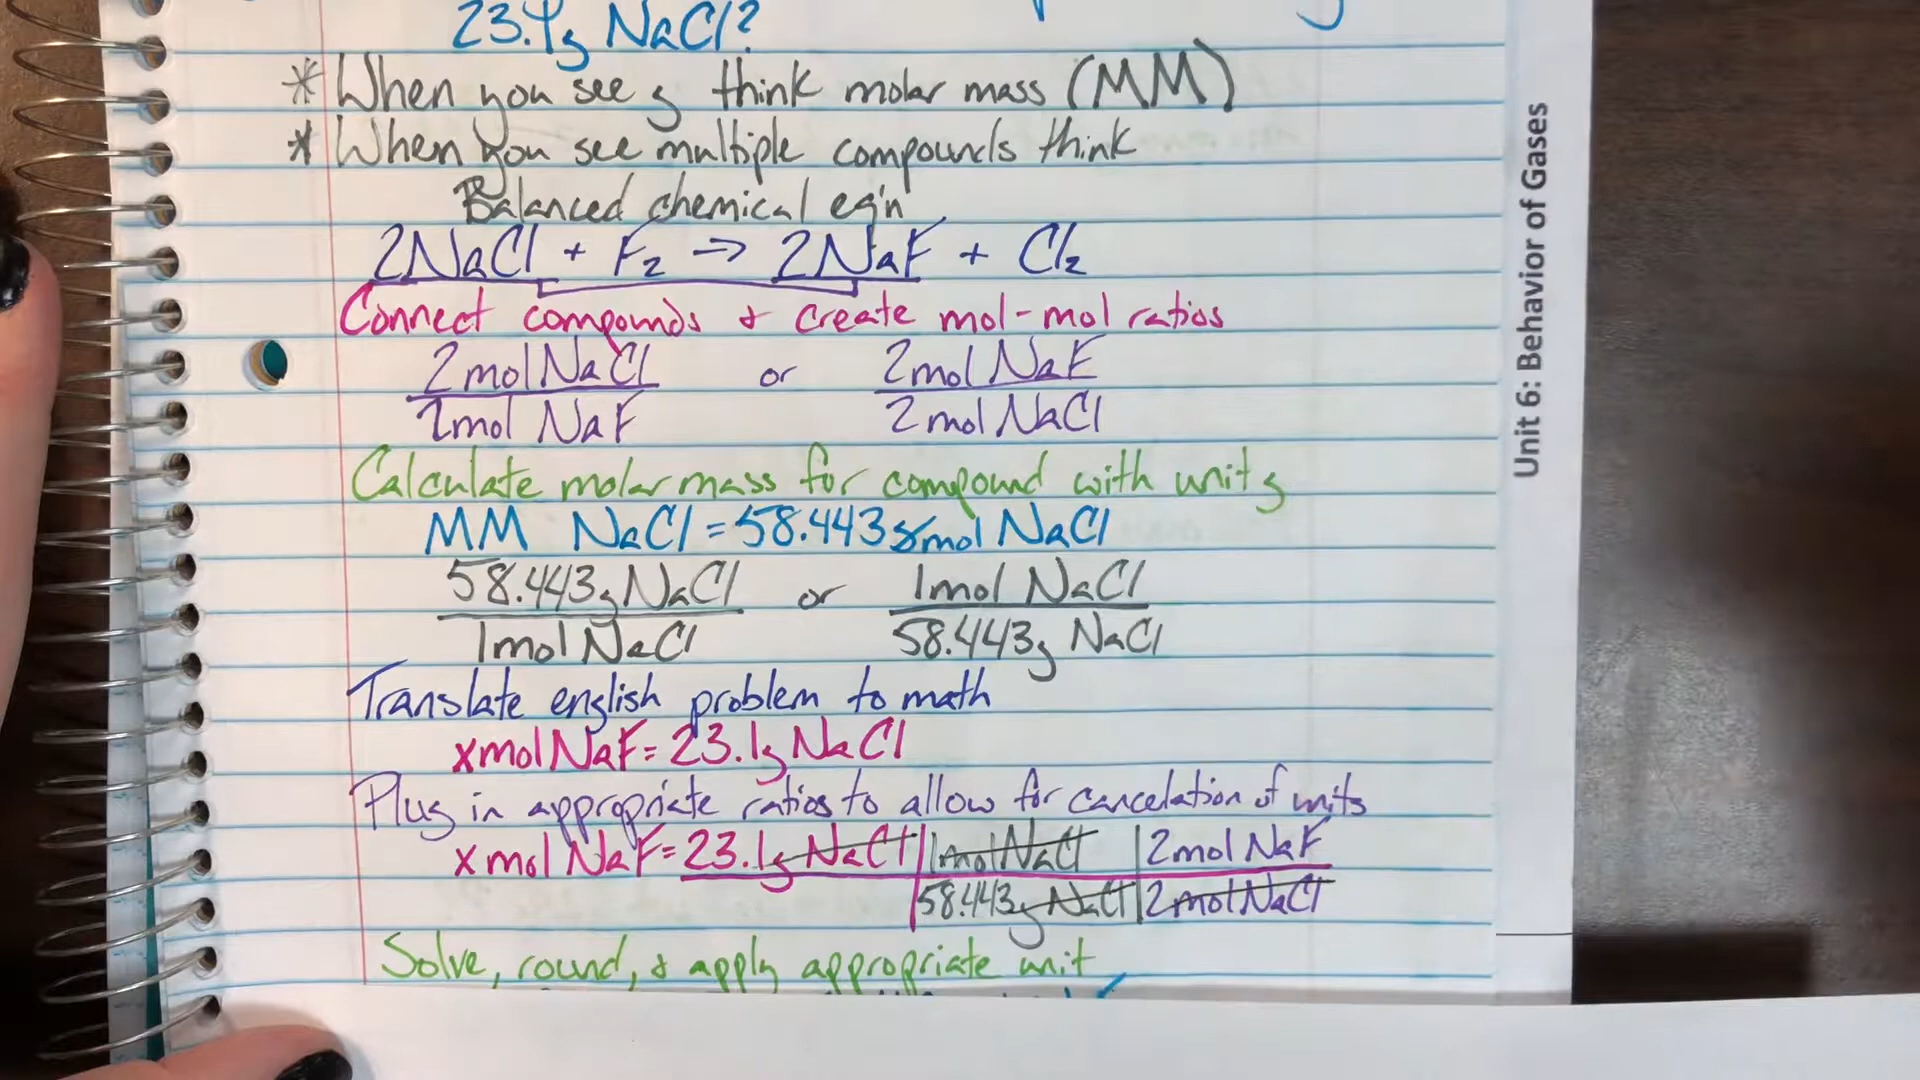 23.4g NaCl?
* When you see g think molar mass (MM)
* When you see multiple compounds think
Balanced chemical eq'n
2NaCl + F₂ → 2NaF + Cl₂
Connect compounds & create mol-mol ratios
2mol NaCl or 2mol NaF
2mol NaF 2mol NaCl
Calculate molar mass for compound with unit g
MM NaCl = 58.443g/mol NaCl
58.443g NaCl or 1mol NaCl
1mol NaCl 58.443g NaCl
Translate english problem to math
xmol NaF = 23.1g NaCl
Plug in appropriate ratios to allow for cancelation of units
xmol NaF = 23.1g NaCl | 1mol NaCl | 2mol NaF
58.443g NaCl | 2mol NaCl
Solve, round, & apply appropriate unit
Unit 6: Behavior of Gases